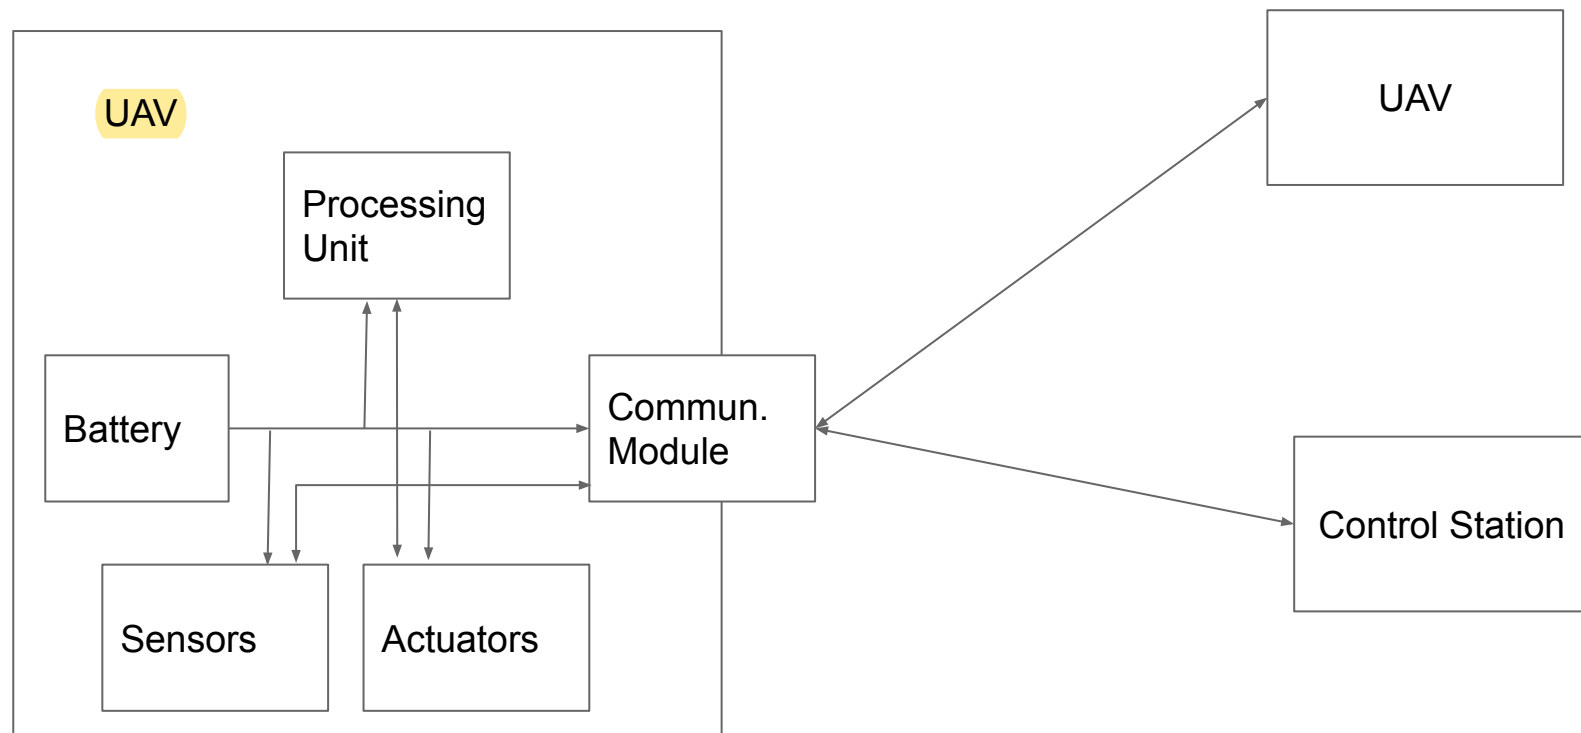 UAV
Processing
Unit
Battery
Commun.
Module
Sensors
Actuators
UAV
Control Station